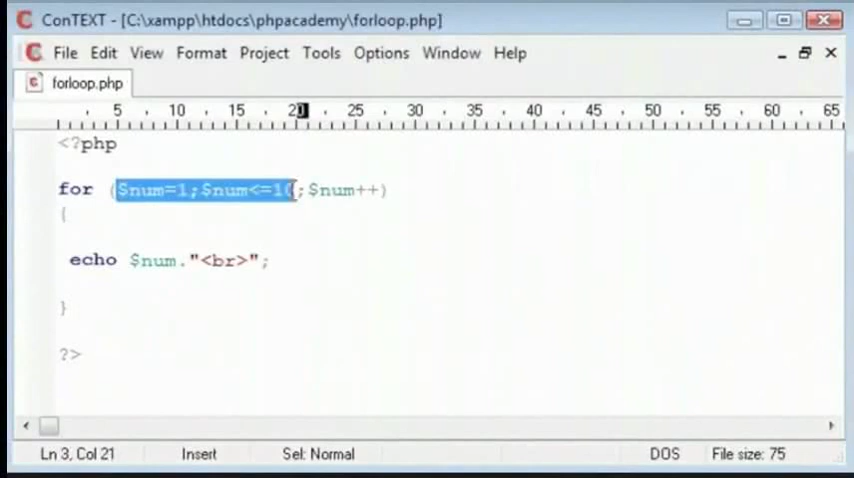 ConTEXT - [C:\xampp\htdocs\phpacademy\forloop.php]
File Edit View Format Project Tools Options Window Help
forloop.php
5 10 15 20 25 30 35 40 45 50 55 60 65
<?php
for ($num=1;$num<=10;$num++)
{
echo $num."<br>";
}
?>
Ln 3, Col 21 Insert Sel: Normal DOS File size: 75